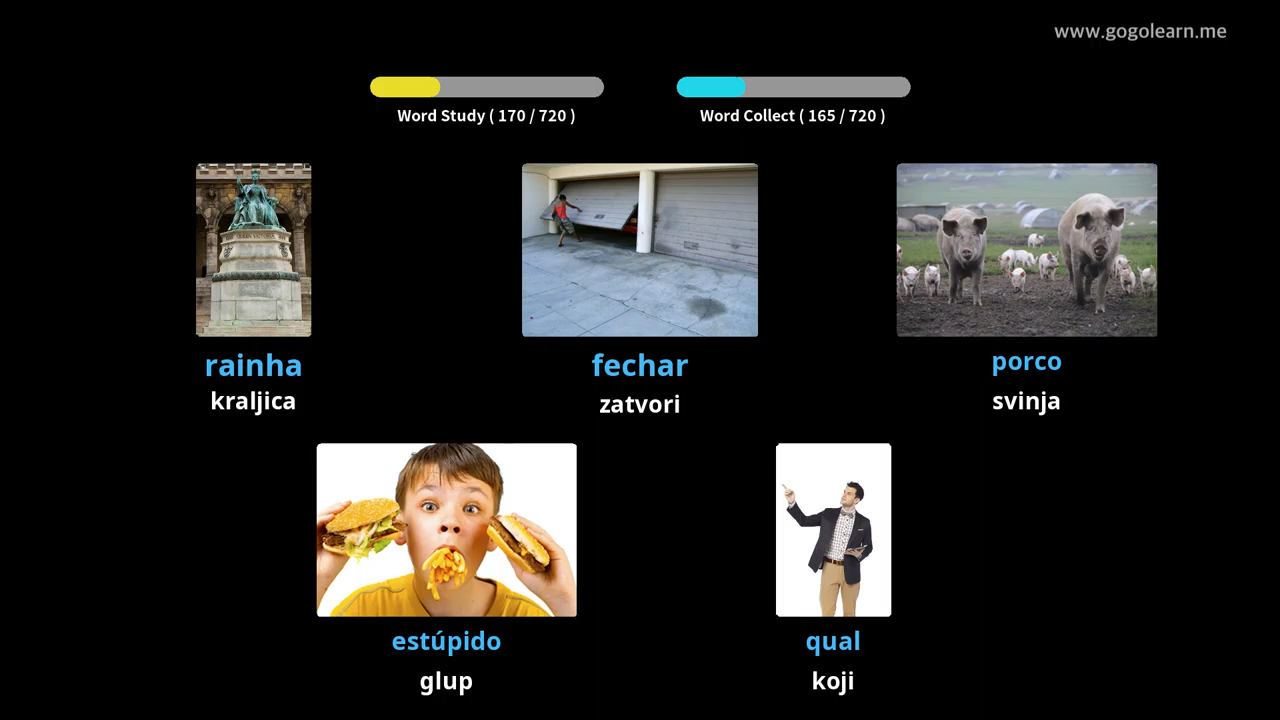 www.gogolearn.me
Word Study ( 170 / 720 )
Word Collect ( 165 / 720 )
rainha
kraljica
fechar
zatvori
porco
svinja
estúpido
glup
qual
koji